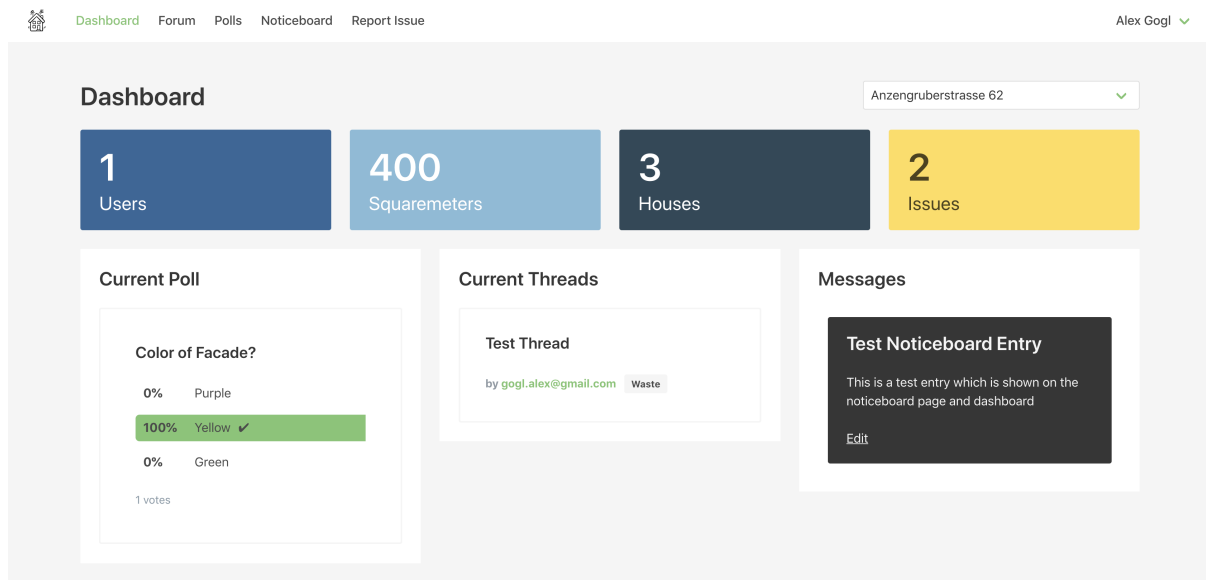 Dashboard Forum Polls Noticeboard Report Issue Alex Gogl
Dashboard
Anzengruberstrasse 62
1
Users
400
Squaremeters
3
Houses
2
Issues
Current Poll
Color of Facade?
0% Purple
100% Yellow ✔
0% Green
1 votes
Current Threads
Test Thread
by gogl.alex@gmail.com Waste
Messages
Test Noticeboard Entry
This is a test entry which is shown on the
noticeboard page and dashboard
Edit